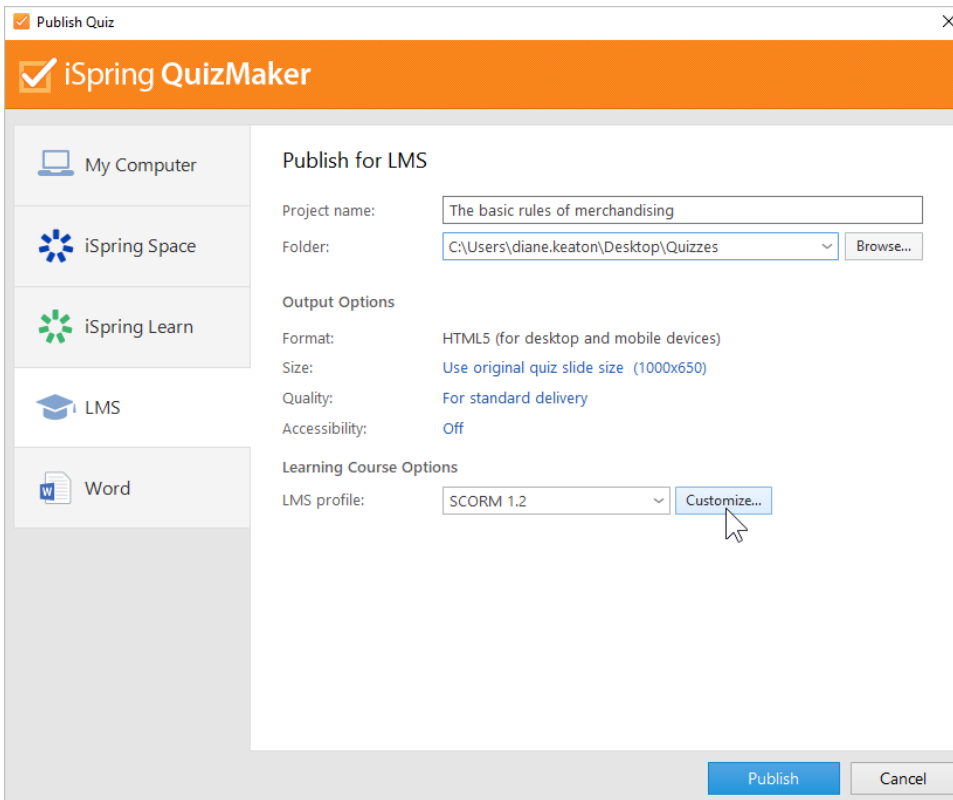 Publish Quiz
iSpring QuizMaker
My Computer
iSpring Space
iSpring Learn
LMS
Word
Publish for LMS
Project name: The basic rules of merchandising
Folder: C:\Users\diane.keaton\Desktop\Quizzes Browse...
Output Options
Format: HTML5 (for desktop and mobile devices)
Size: Use original quiz slide size (1000x650)
Quality: For standard delivery
Accessibility: Off
Learning Course Options
LMS profile: SCORM 1.2 Customize...
Publish Cancel